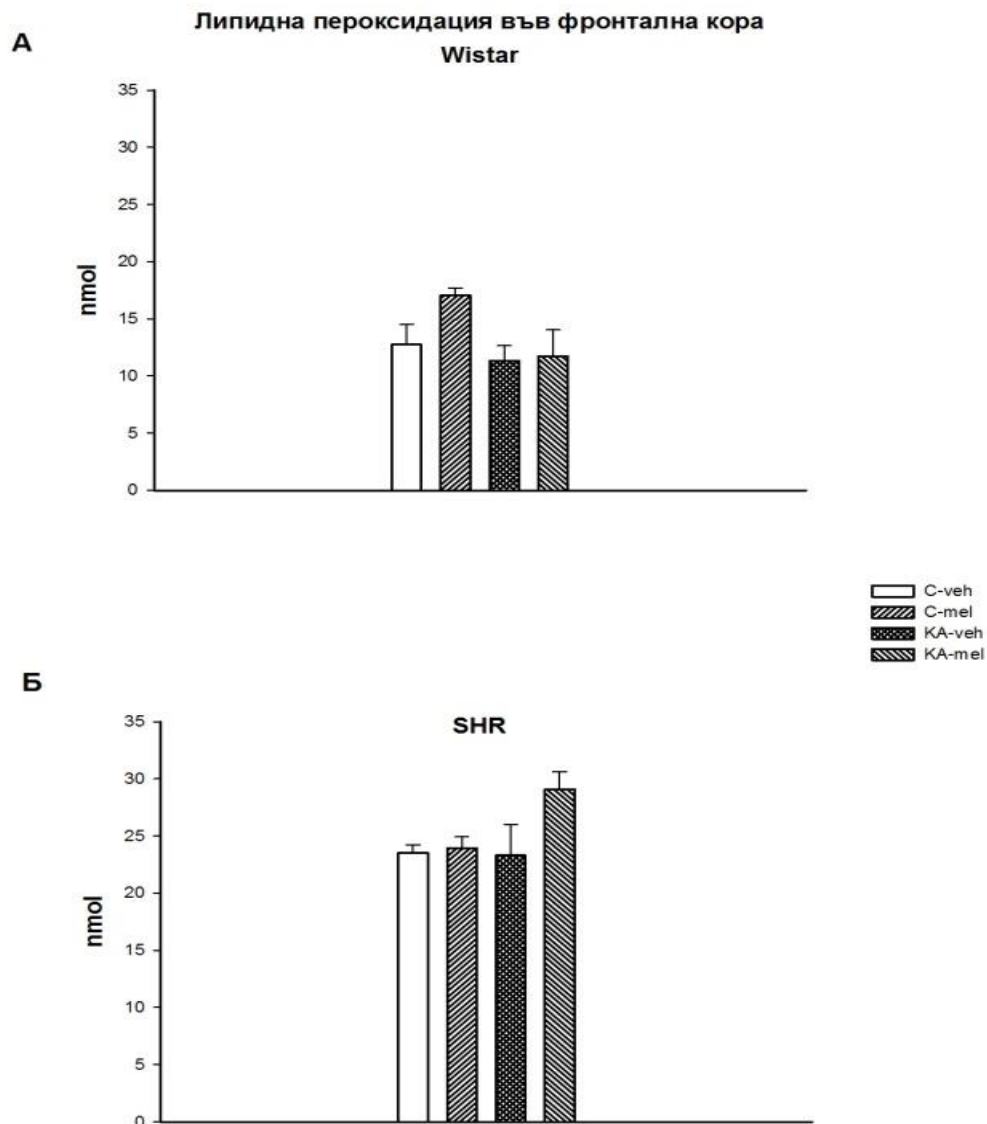 Липидна пероксидация във фронтална кора
А
Wistar
35
30
25
20
15
10
5
0
nmol
C-veh
C-mel
KA-veh
KA-mel
Б
SHR
35
30
25
20
15
10
5
0
nmol